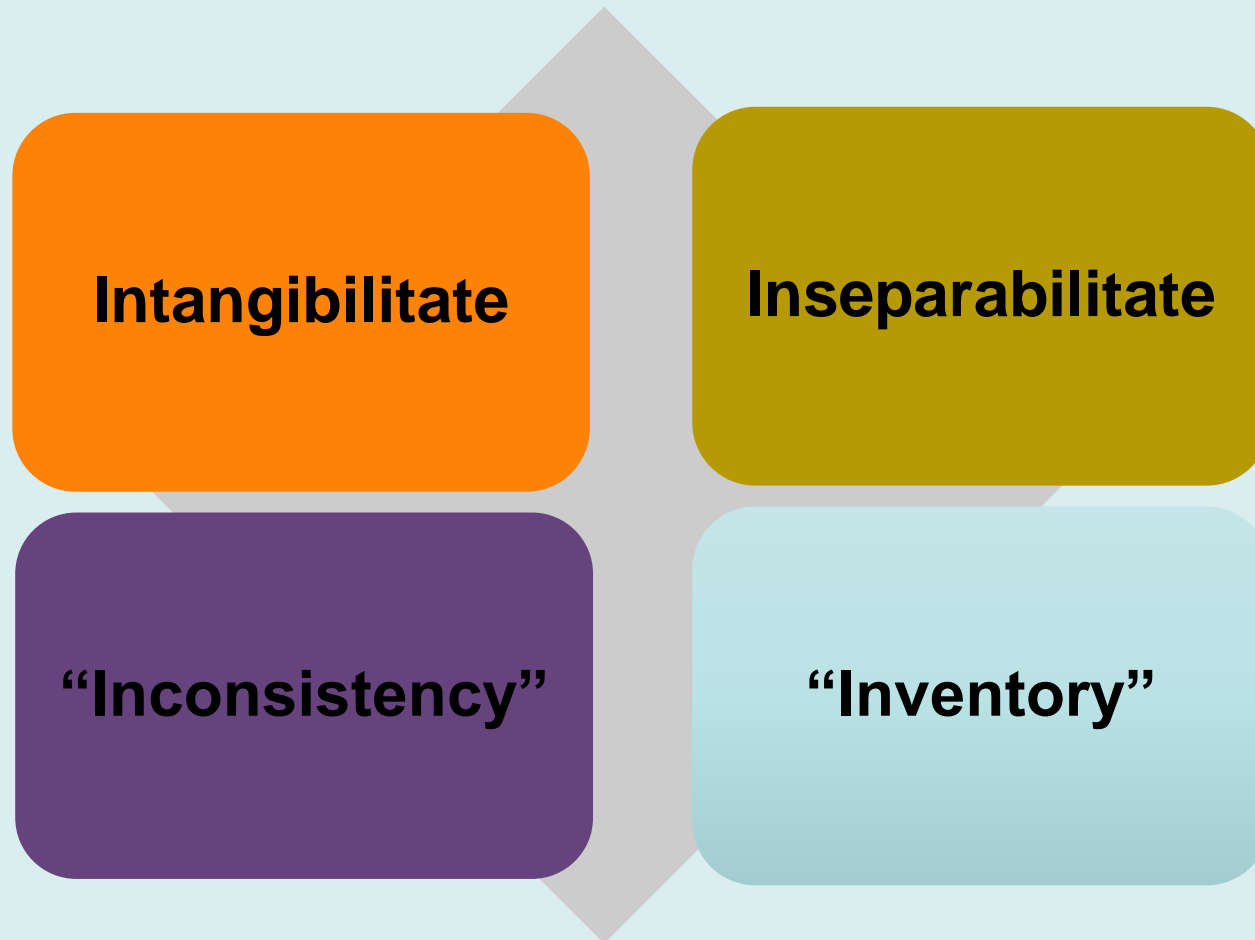 Intangibilitate
Inseparabilitate
“Inconsistency”
“Inventory”